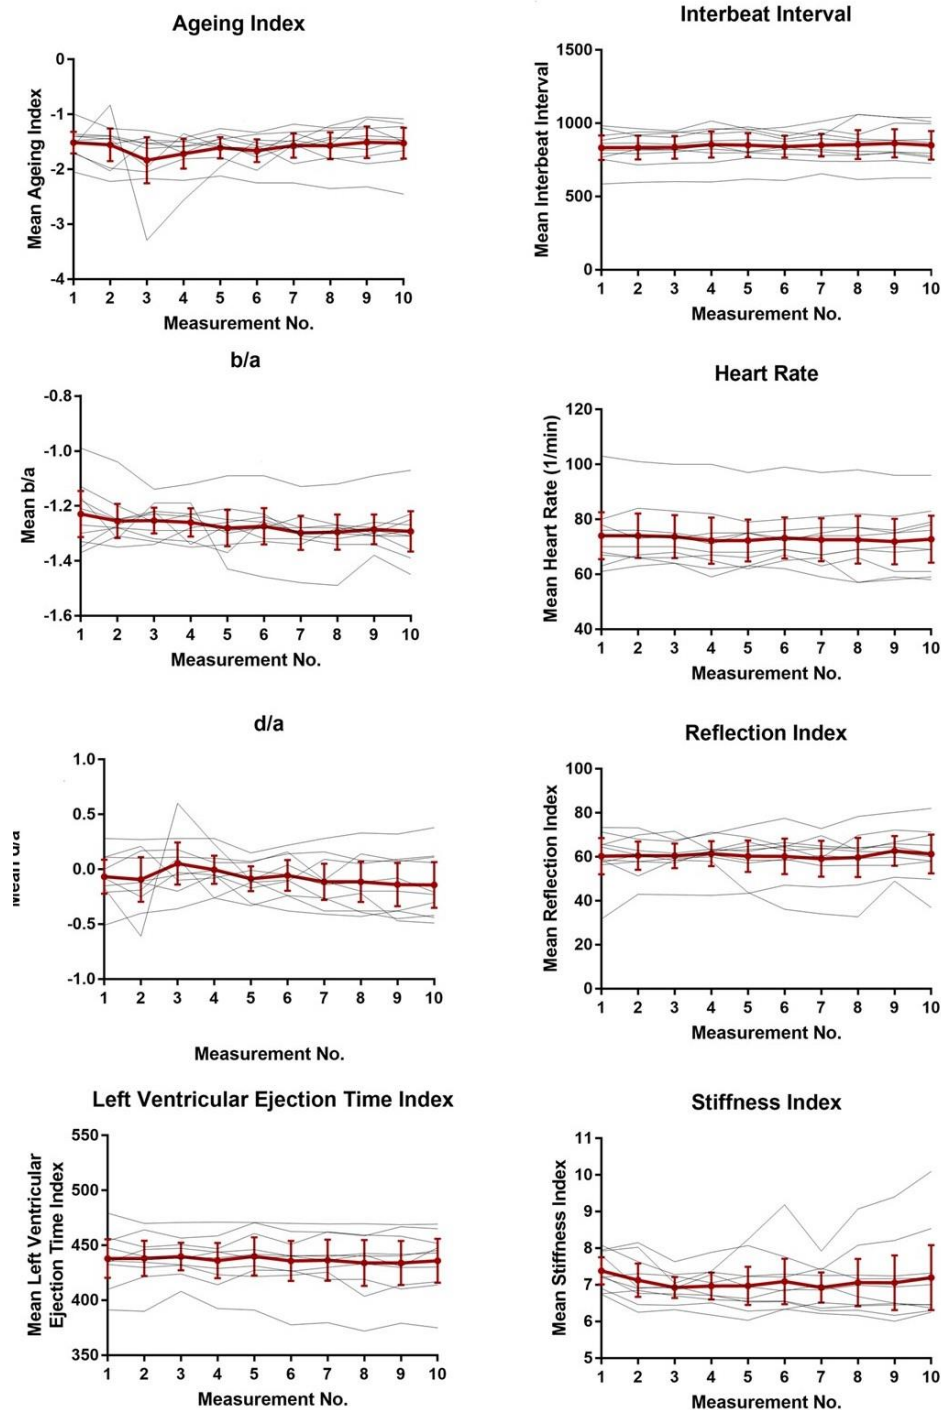 Ageing Index
0
-1
-2
-3
-4
Mean Ageing Index
1 2 3 4 5 6 7 8 9 10
Measurement No.
Interbeat Interval
1500
1000
500
0
Mean Interbeat Interval
1 2 3 4 5 6 7 8 9 10
Measurement No.
b/a
-0.8
-1.0
-1.2
-1.4
-1.6
Mean b/a
1 2 3 4 5 6 7 8 9 10
Measurement No.
Heart Rate
120
100
80
60
40
Mean Heart Rate (1/min)
1 2 3 4 5 6 7 8 9 10
Measurement No.
d/a
1.0
0.5
0.0
-0.5
-1.0
Mean d/a
1 2 3 4 5 6 7 8 9 10
Measurement No.
Reflection Index
100
80
60
40
20
0
Mean Reflection Index
1 2 3 4 5 6 7 8 9 10
Measurement No.
Left Ventricular Ejection Time Index
550
500
450
400
350
Mean Left Ventricular
Ejection Time Index
1 2 3 4 5 6 7 8 9 10
Measurement No.
Stiffness Index
11
10
9
8
7
6
5
Mean Stiffness Index
1 2 3 4 5 6 7 8 9 10
Measurement No.